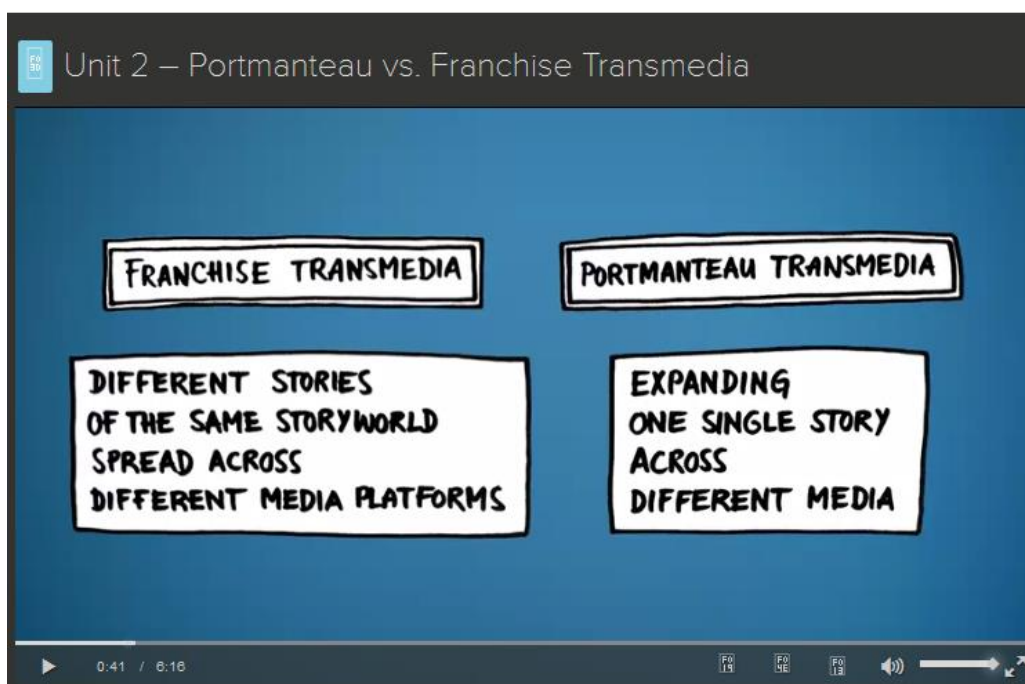 Unit 2 – Portmanteau vs. Franchise Transmedia
FRANCHISE TRANSMEDIA
DIFFERENT STORIES
OF THE SAME STORYWORLD
SPREAD ACROSS
DIFFERENT MEDIA PLATFORMS
PORTMANTEAU TRANSMEDIA
EXPANDING
ONE SINGLE STORY
ACROSS
DIFFERENT MEDIA
0:41 / 6:16